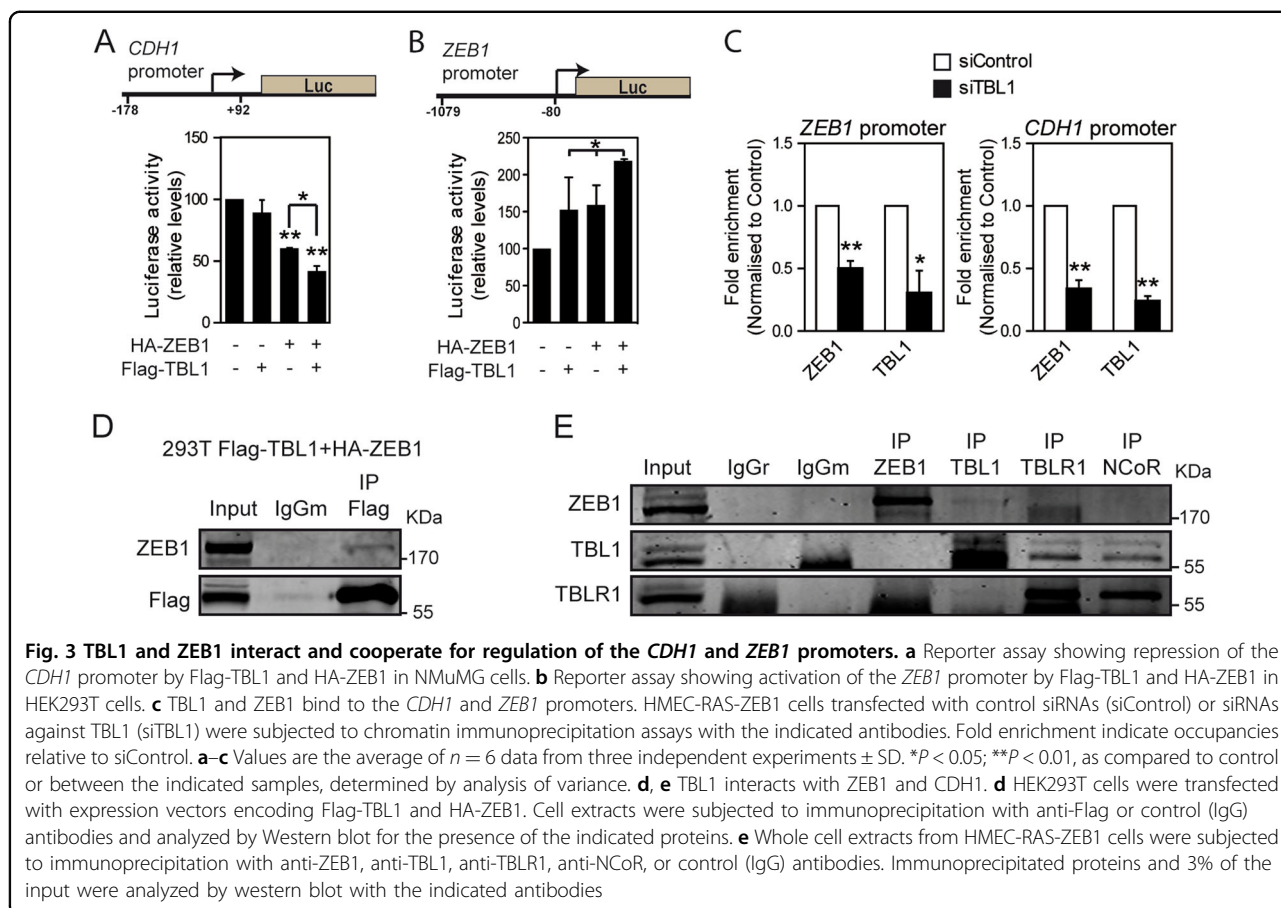 A
CDH1
promoter
Luc
-178
+92
Luciferase activity
(relative levels)
150
100
50
0
*
**
**
HA-ZEB1 - - + +
Flag-TBL1 - + - +
B
ZEB1
promoter
Luc
-1079
-80
Luciferase activity
(relative levels)
250
200
150
100
50
0
*
HA-ZEB1 - - + +
Flag-TBL1 - + - +
C
siControl
siTBL1
ZEB1 promoter
Fold enrichment
(Normalised to Control)
1.5
1.0
0.5
0.0
**
*
ZEB1
TBL1
CDH1 promoter
Fold enrichment
(Normalised to Control)
1.5
1.0
0.5
0.0
**
**
ZEB1
TBL1
D
293T Flag-TBL1+HA-ZEB1
Input IgGm IP Flag KDa
ZEB1 -170
Flag 55
E
IP IP IP IP
Input IgGr IgGm ZEB1 TBL1 TBLR1 NCoR KDa
ZEB1 170
TBL1 55
TBLR1 55
Fig. 3 TBL1 and ZEB1 interact and cooperate for regulation of the CDH1 and ZEB1 promoters. a Reporter assay showing repression of the
CDH1 promoter by Flag-TBL1 and HA-ZEB1 in NMuMG cells. b Reporter assay showing activation of the ZEB1 promoter by Flag-TBL1 and HA-ZEB1 in
HEK293T cells. c TBL1 and ZEB1 bind to the CDH1 and ZEB1 promoters. HMEC-RAS-ZEB1 cells transfected with control siRNAs (siControl) or siRNAs
against TBL1 (siTBL1) were subjected to chromatin immunoprecipitation assays with the indicated antibodies. Fold enrichment indicate occupancies
relative to siControl. a–c Values are the average of n = 6 data from three independent experiments ± SD. *P < 0.05; **P < 0.01, as compared to control
or between the indicated samples, determined by analysis of variance. d, e TBL1 interacts with ZEB1 and CDH1. d HEK293T cells were transfected
with expression vectors encoding Flag-TBL1 and HA-ZEB1. Cell extracts were subjected to immunoprecipitation with anti-Flag or control (IgG)
antibodies and analyzed by Western blot for the presence of the indicated proteins. e Whole cell extracts from HMEC-RAS-ZEB1 cells were subjected
to immunoprecipitation with anti-ZEB1, anti-TBL1, anti-TBLR1, anti-NCoR, or control (IgG) antibodies. Immunoprecipitated proteins and 3% of the
input were analyzed by western blot with the indicated antibodies